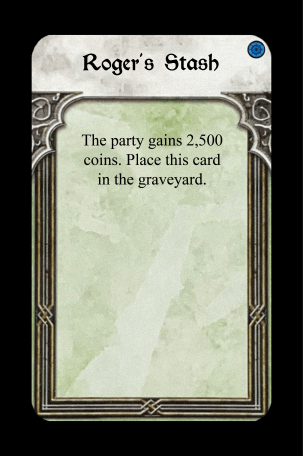 Roger's Stash
The party gains 2,500
coins. Place this card
in the graveyard.